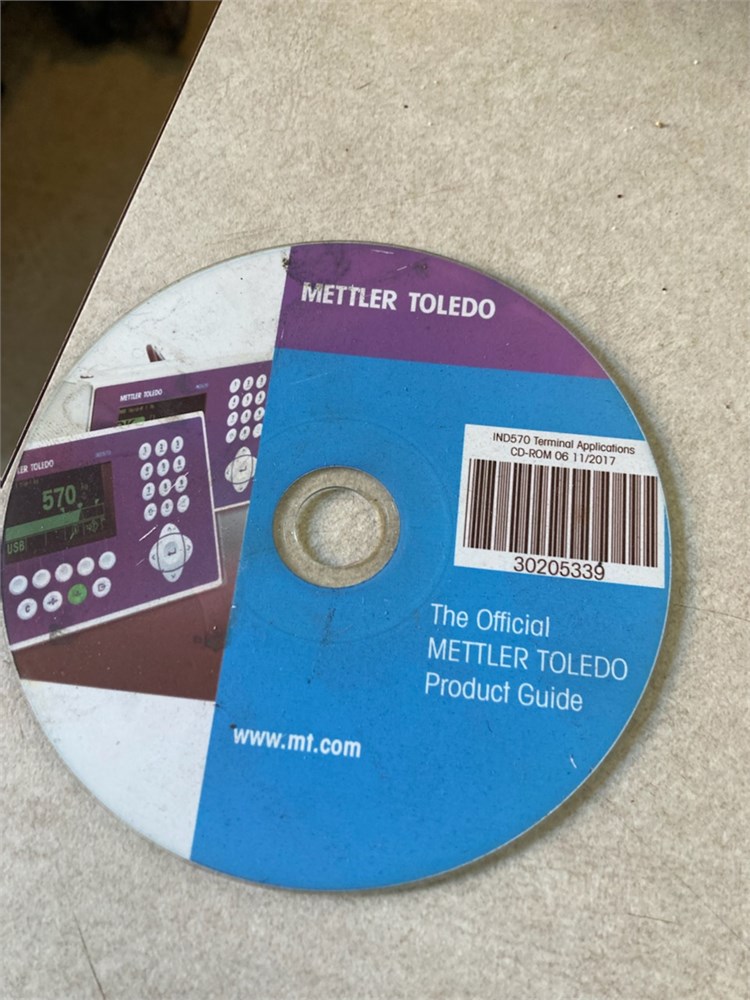 METTLER TOLEDO
METTLER TOLEDO
TOLEDO
570
USB
IND570 Terminal Applications
CD-ROM 06 11/2017
30205339
The Official
METTLER TOLEDO
Product Guide
www.mt.com